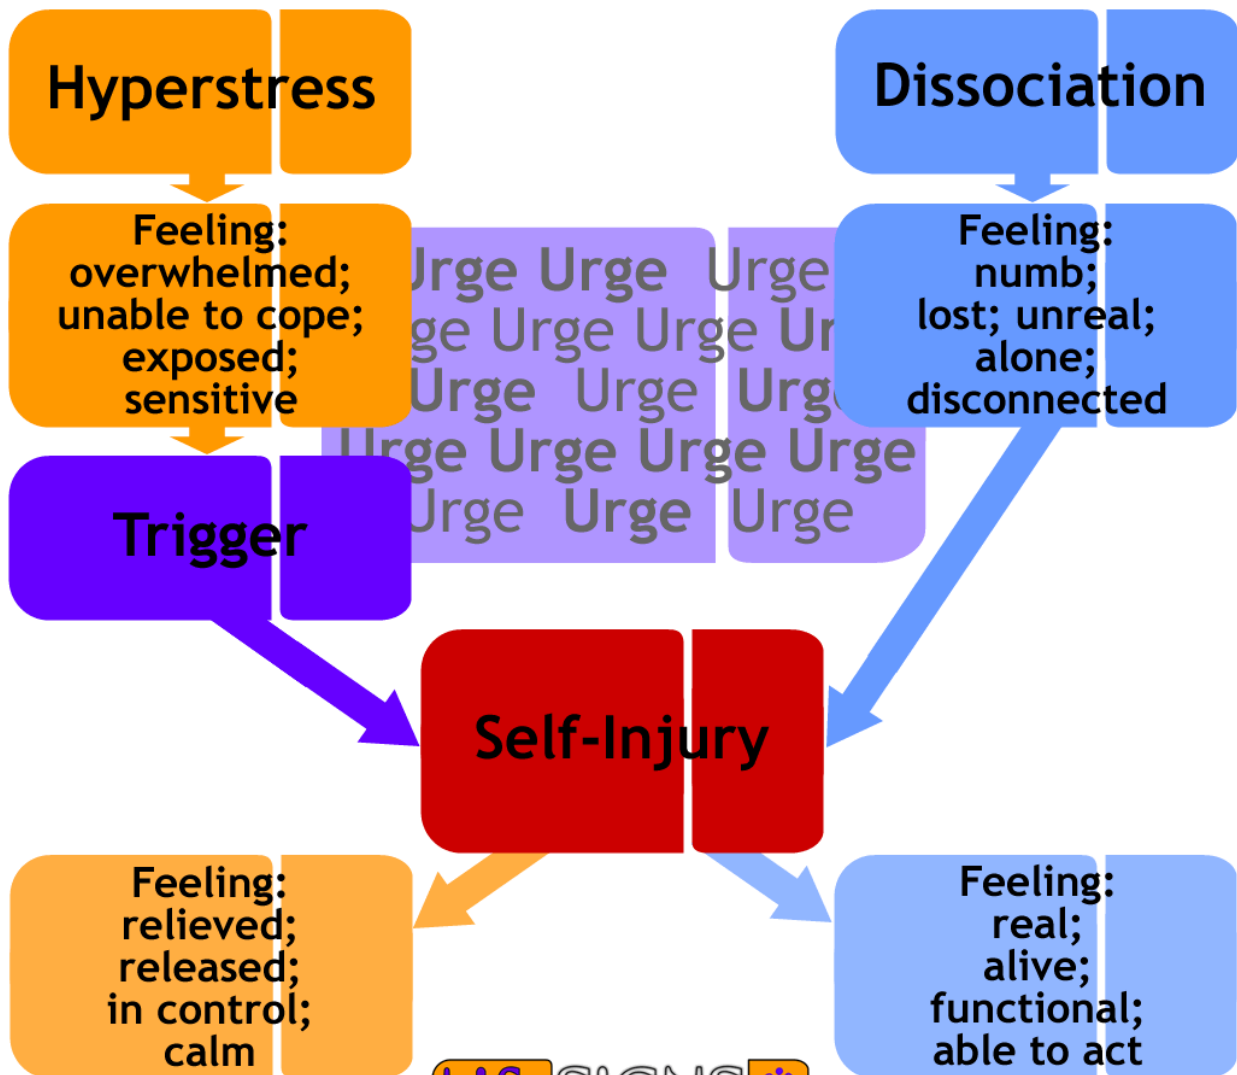 Hyperstress
Dissociation
Feeling:
overwhelmed;
unable to cope;
exposed;
sensitive
Urge Urge Urge
Urge Urge
Urge Urge
Urge Urge Urge Urge
Urge Urge Urge
Feeling:
numb;
lost; unreal;
alone;
disconnected
Trigger
Self-Injury
Feeling:
relieved;
released;
in control;
calm
Feeling:
real;
alive;
functional;
able to act